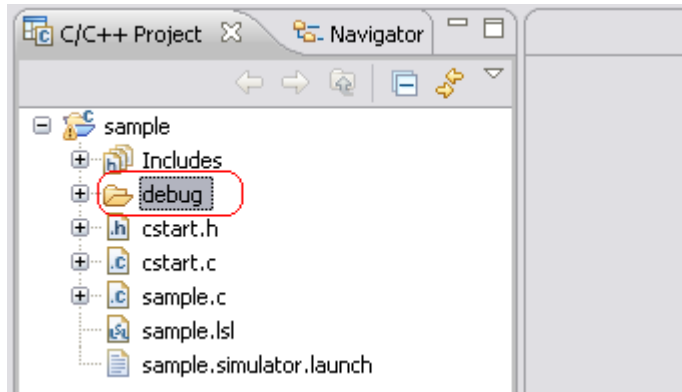 C/C++ Project Navigator
sample
Includes
debug
cstart.h
cstart.c
sample.c
sample.lsl
sample.simulator.launch